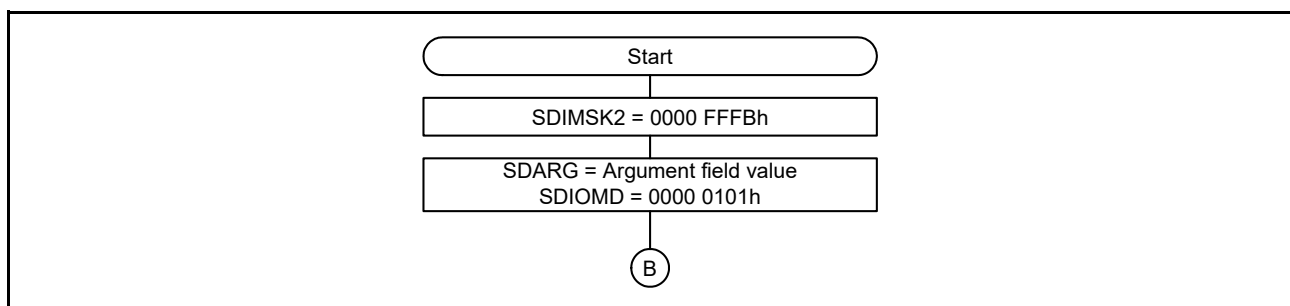 Start
SDIMSK2 = 0000 FFFBh
SDARG = Argument field value
SDIOMD = 0000 0101h
B